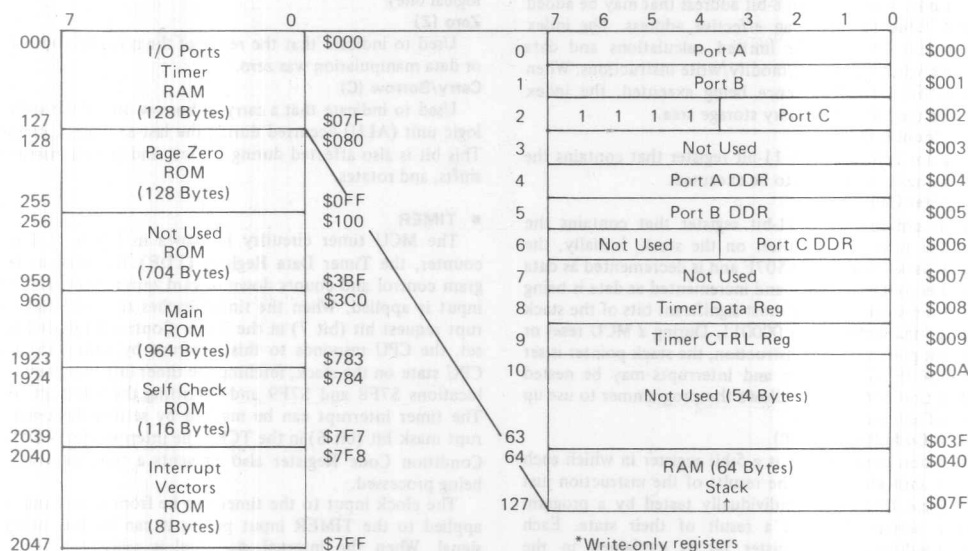 7 0
000 I/O Ports $000
Timer
RAM
127 (128 Bytes) $07F
128 $080
Page Zero
ROM
(128 Bytes)
255 $0FF
256 $100
Not Used
ROM
(704 Bytes)
959 $3BF
960 $3C0
Main
ROM
(964 Bytes)
1923 $783
1924 $784
Self Check
ROM
(116 Bytes)
2039 $7F7
2040 $7F8
Interrupt
Vectors
ROM
(8 Bytes)
2047 $7FF
7 6 5 4 3 2 1 0
0 Port A $000
1 Port B $001
2 1 1 1 1 Port C $002
3 Not Used $003
4 Port A DDR $004
5 Port B DDR $005
6 Not Used Port C DDR $006
7 Not Used $007
8 Timer Data Reg $008
9 Timer CTRL Reg $009
10 $00A
Not Used (54 Bytes)
63 $03F
64 $040
RAM (64 Bytes)
Stack
↑
127 $07F
*Write-only registers